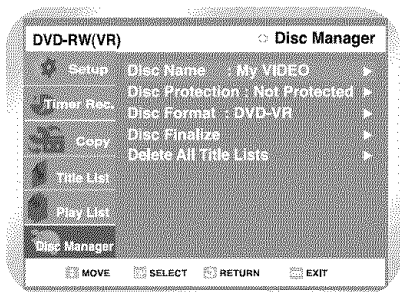 DVD-RW(VR) Disc Manager
Setup
Timer Rec.
Copy
Title List
Play List
Disc Manager
Disc Name : My VIDEO
Disc Protection : Not Protected
Disc Format : DVD-VR
Disc Finalize
Delete All Title Lists
MOVE SELECT RETURN EXIT